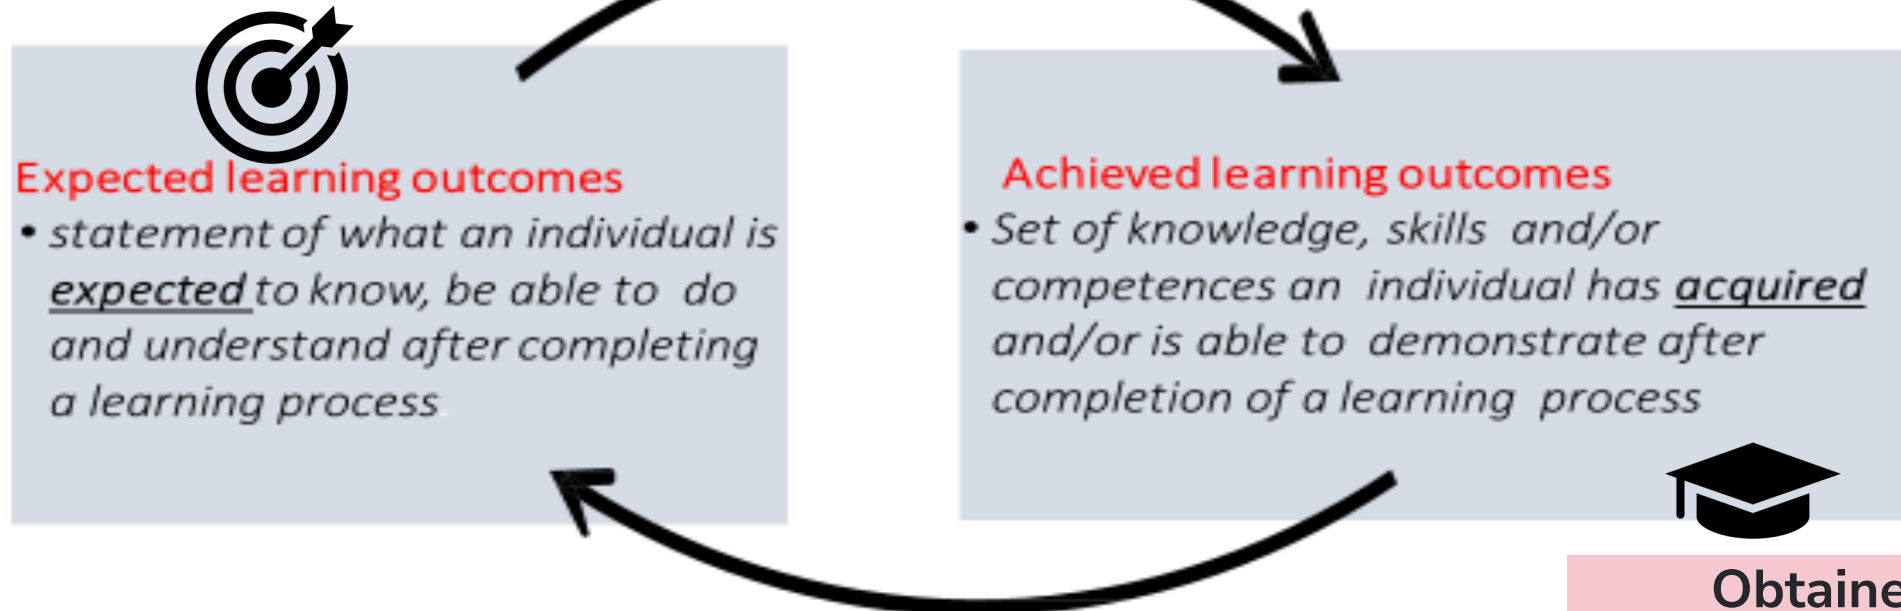 Expected learning outcomes
• statement of what an individual is
expected to know, be able to do
and understand after completing
a learning process.
Achieved learning outcomes
• Set of knowledge, skills and/or
competences an individual has acquired
and/or is able to demonstrate after
completion of a learning process
Obtaine